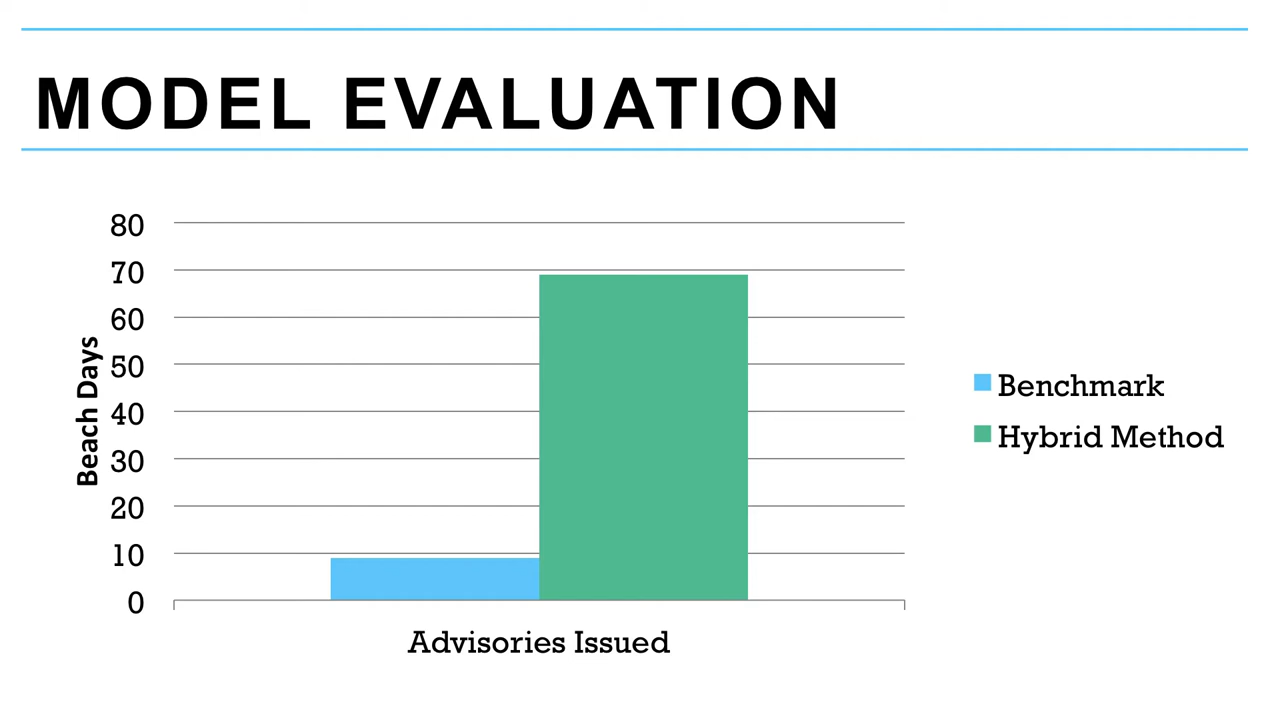 MODEL EVALUATION
80
70
60
50
40
30
20
10
0
Beach Days
Advisories Issued
Benchmark
Hybrid Method